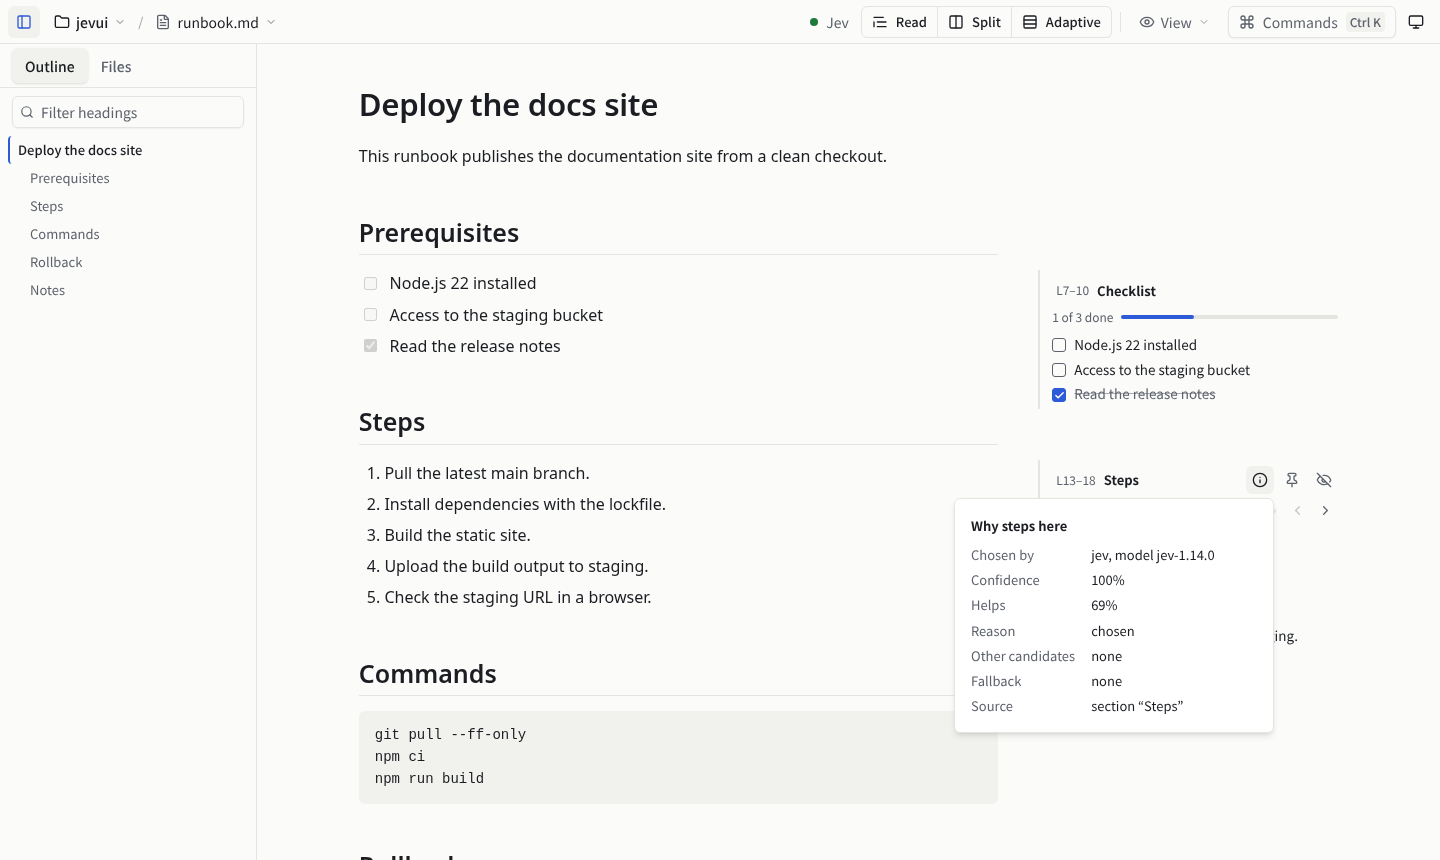 jevui / runbook.md
Jev Read Split Adaptive View Commands Ctrl K
Outline Files
Filter headings
Deploy the docs site
Prerequisites
Steps
Commands
Rollback
Notes
Deploy the docs site
This runbook publishes the documentation site from a clean checkout.
Prerequisites
Node.js 22 installed
Access to the staging bucket
Read the release notes
Steps
1. Pull the latest main branch.
2. Install dependencies with the lockfile.
3. Build the static site.
4. Upload the build output to staging.
5. Check the staging URL in a browser.
Commands
git pull --ff-only
npm ci
npm run build
L7–10 Checklist
1 of 3 done
Node.js 22 installed
Access to the staging bucket
Read the release notes
L13–18 Steps
Why steps here
Chosen by jev, model jev-1.14.0
Confidence 100%
Helps 69%
Reason chosen
Other candidates none
Fallback none
Source section “Steps”